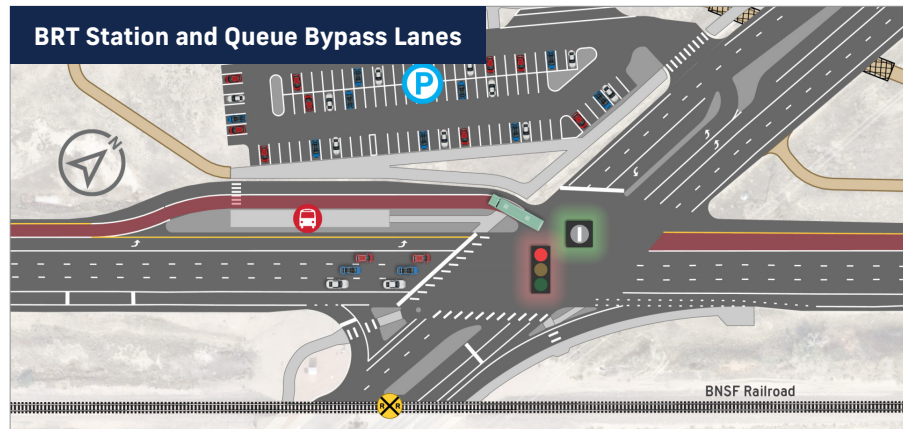 BRT Station and Queue Bypass Lanes
P
N
BNSF Railroad
R R